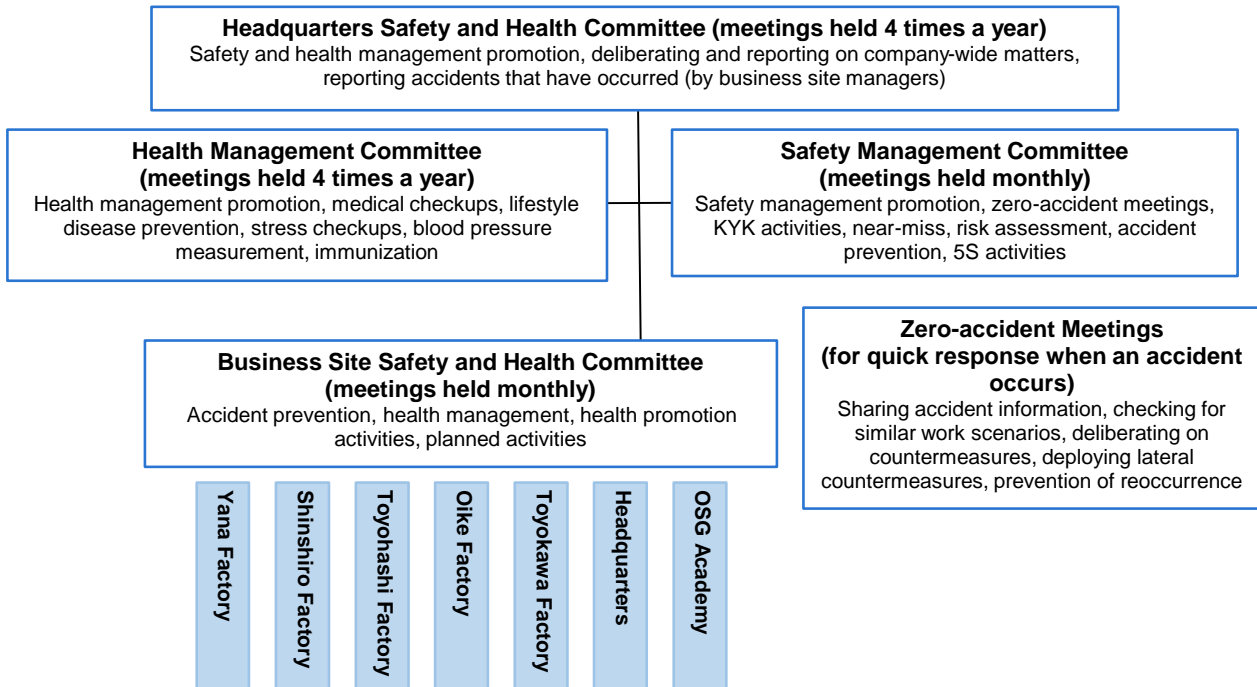 Headquarters Safety and Health Committee (meetings held 4 times a year)
Safety and health management promotion, deliberating and reporting on company-wide matters,
reporting accidents that have occurred (by business site managers)
Health Management Committee
(meetings held 4 times a year)
Health management promotion, medical checkups, lifestyle
disease prevention, stress checkups, blood pressure
measurement, immunization
Safety Management Committee
(meetings held monthly)
Safety management promotion, zero-accident meetings,
KYK activities, near-miss, risk assessment, accident
prevention, 5S activities
Zero-accident Meetings
(for quick response when an accident
occurs)
Sharing accident information, checking for
similar work scenarios, deliberating on
countermeasures, deploying lateral
countermeasures, prevention of reoccurrence
Business Site Safety and Health Committee
(meetings held monthly)
Accident prevention, health management, health promotion
activities, planned activities
Yana Factory
Shinshiro Factory
Toyohashi Factory
Oike Factory
Toyokawa Factory
Headquarters
OSG Academy